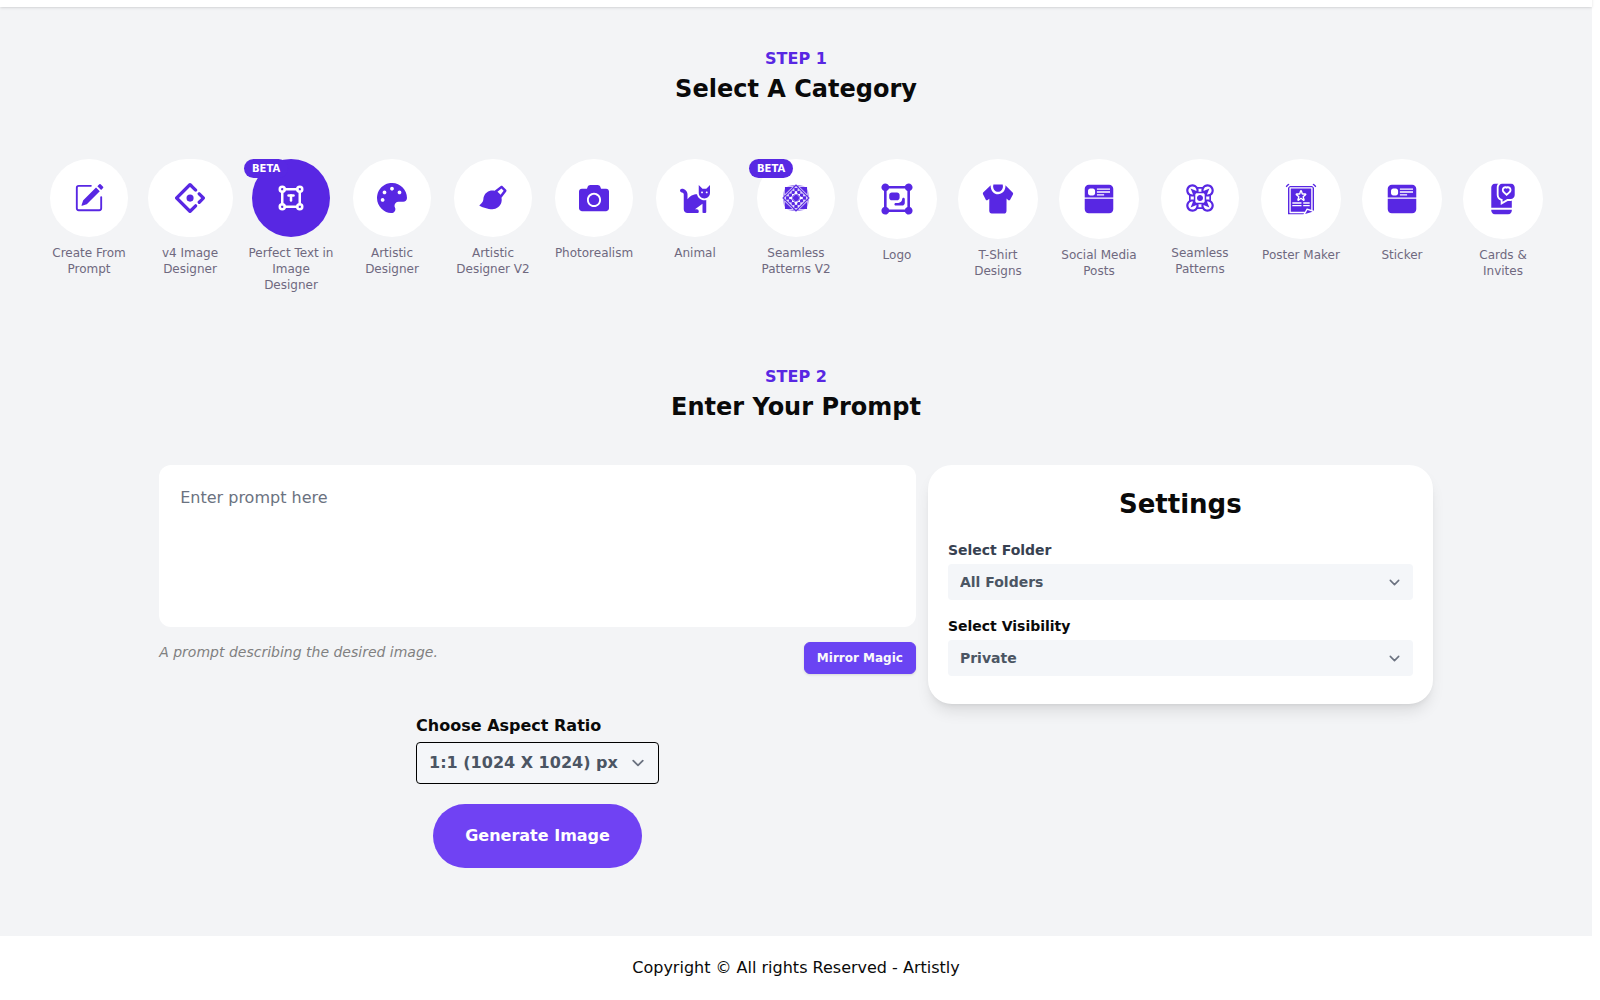 STEP 1
Select A Category
BETA
BETA
Create From
Prompt
v4 Image
Designer
Perfect Text in
Image
Designer
Artistic
Designer
Artistic
Designer V2
Photorealism
Animal
Seamless
Patterns V2
Logo
T-Shirt
Designs
Social Media
Posts
Seamless
Patterns
Poster Maker
Sticker
Cards &
Invites
STEP 2
Enter Your Prompt
Enter prompt here
A prompt describing the desired image.
Mirror Magic
Settings
Select Folder
All Folders
Select Visibility
Private
Choose Aspect Ratio
1:1 (1024 X 1024) px
Generate Image
Copyright © All rights Reserved - Artistly